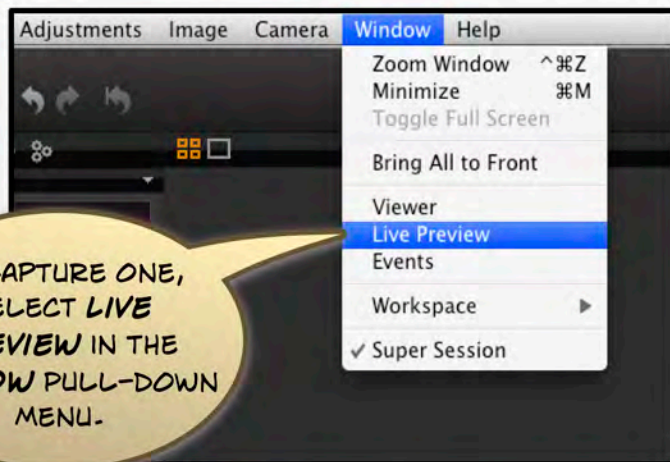 Adjustments Image Camera Window Help
Zoom Window ^⌘Z
Minimize ⌘M
Toggle Full Screen
Bring All to Front
Viewer
Live Preview
Events
Workspace ▶
✓ Super Session
APTURE ONE,
ELECT LIVE
EVIEW IN THE
OW PULL-DOWN
MENU.